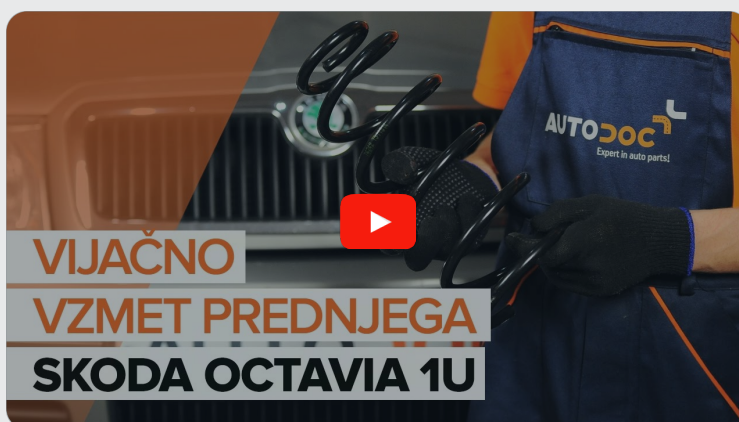 AUTODOC
Expert in auto parts!
VIJAČNO
VZMET PREDNJEGA
SKODA OCTAVIA 1U